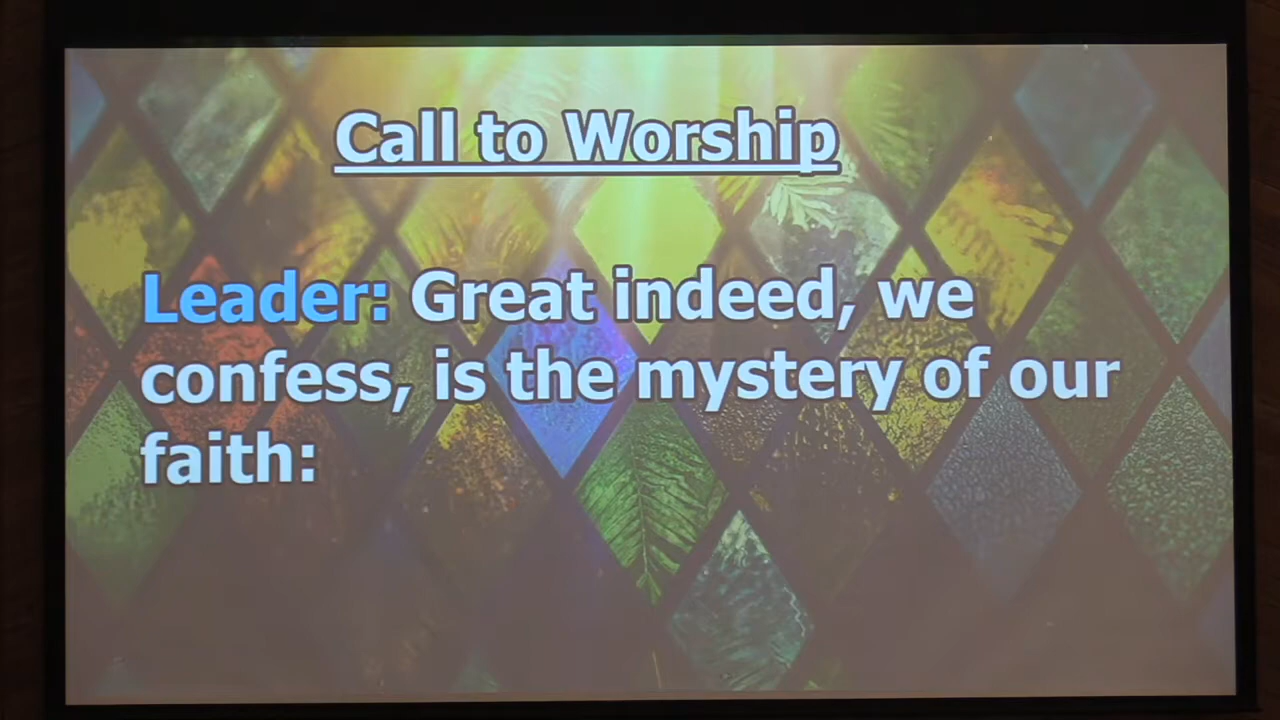 Call to Worship
Leader: Great indeed, we
confess, is the mystery of our
faith: